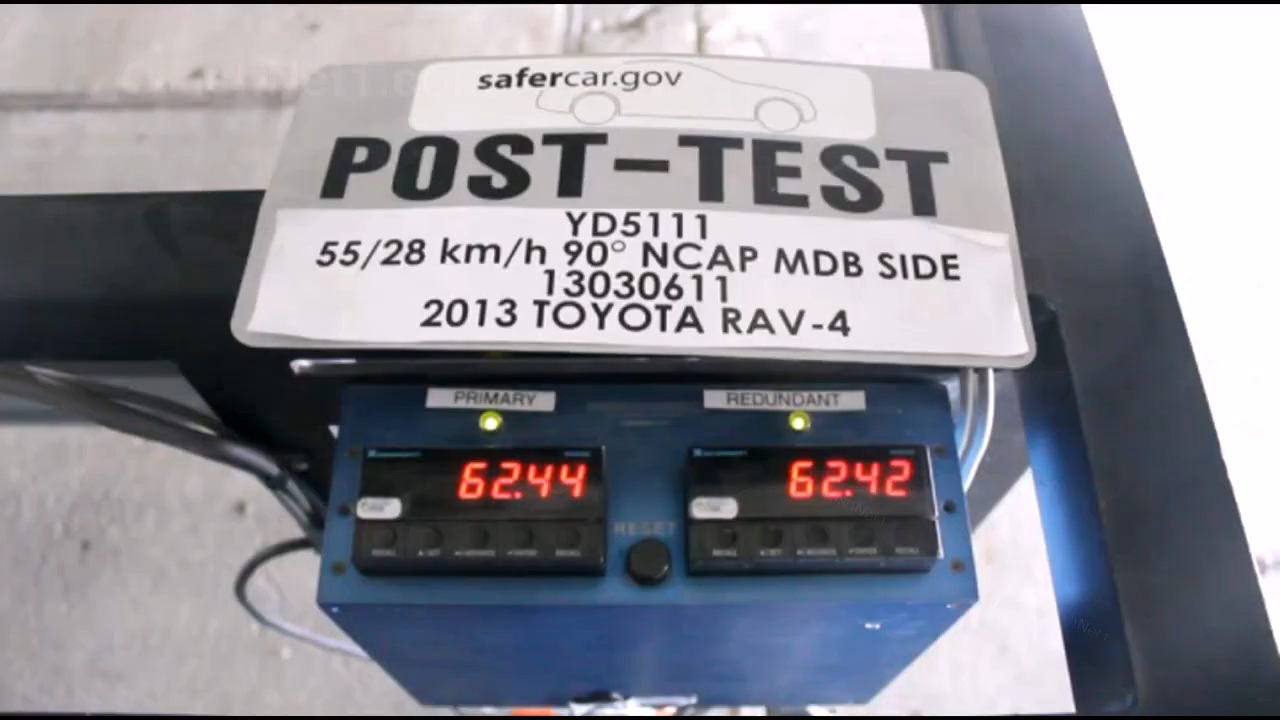 safercar.gov
POST-TEST
YD5111
55/28 km/h 90° NCAP MDB SIDE
13030611
2013 TOYOTA RAV-4
PRIMARY
REDUNDANT
62.44
62.42
RESET